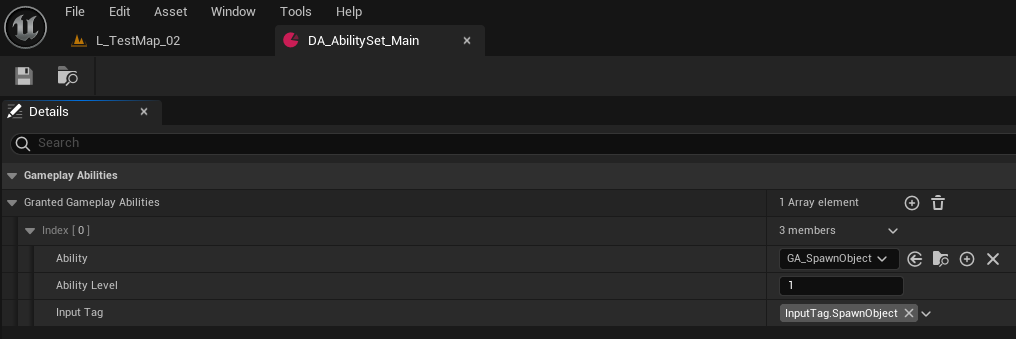 File Edit Asset Window Tools Help
L_TestMap_02 DA_AbilitySet_Main
Details
Search
Gameplay Abilities
Granted Gameplay Abilities 1 Array element
Index [ 0 ] 3 members
Ability GA_SpawnObject
Ability Level 1
Input Tag InputTag.SpawnObject